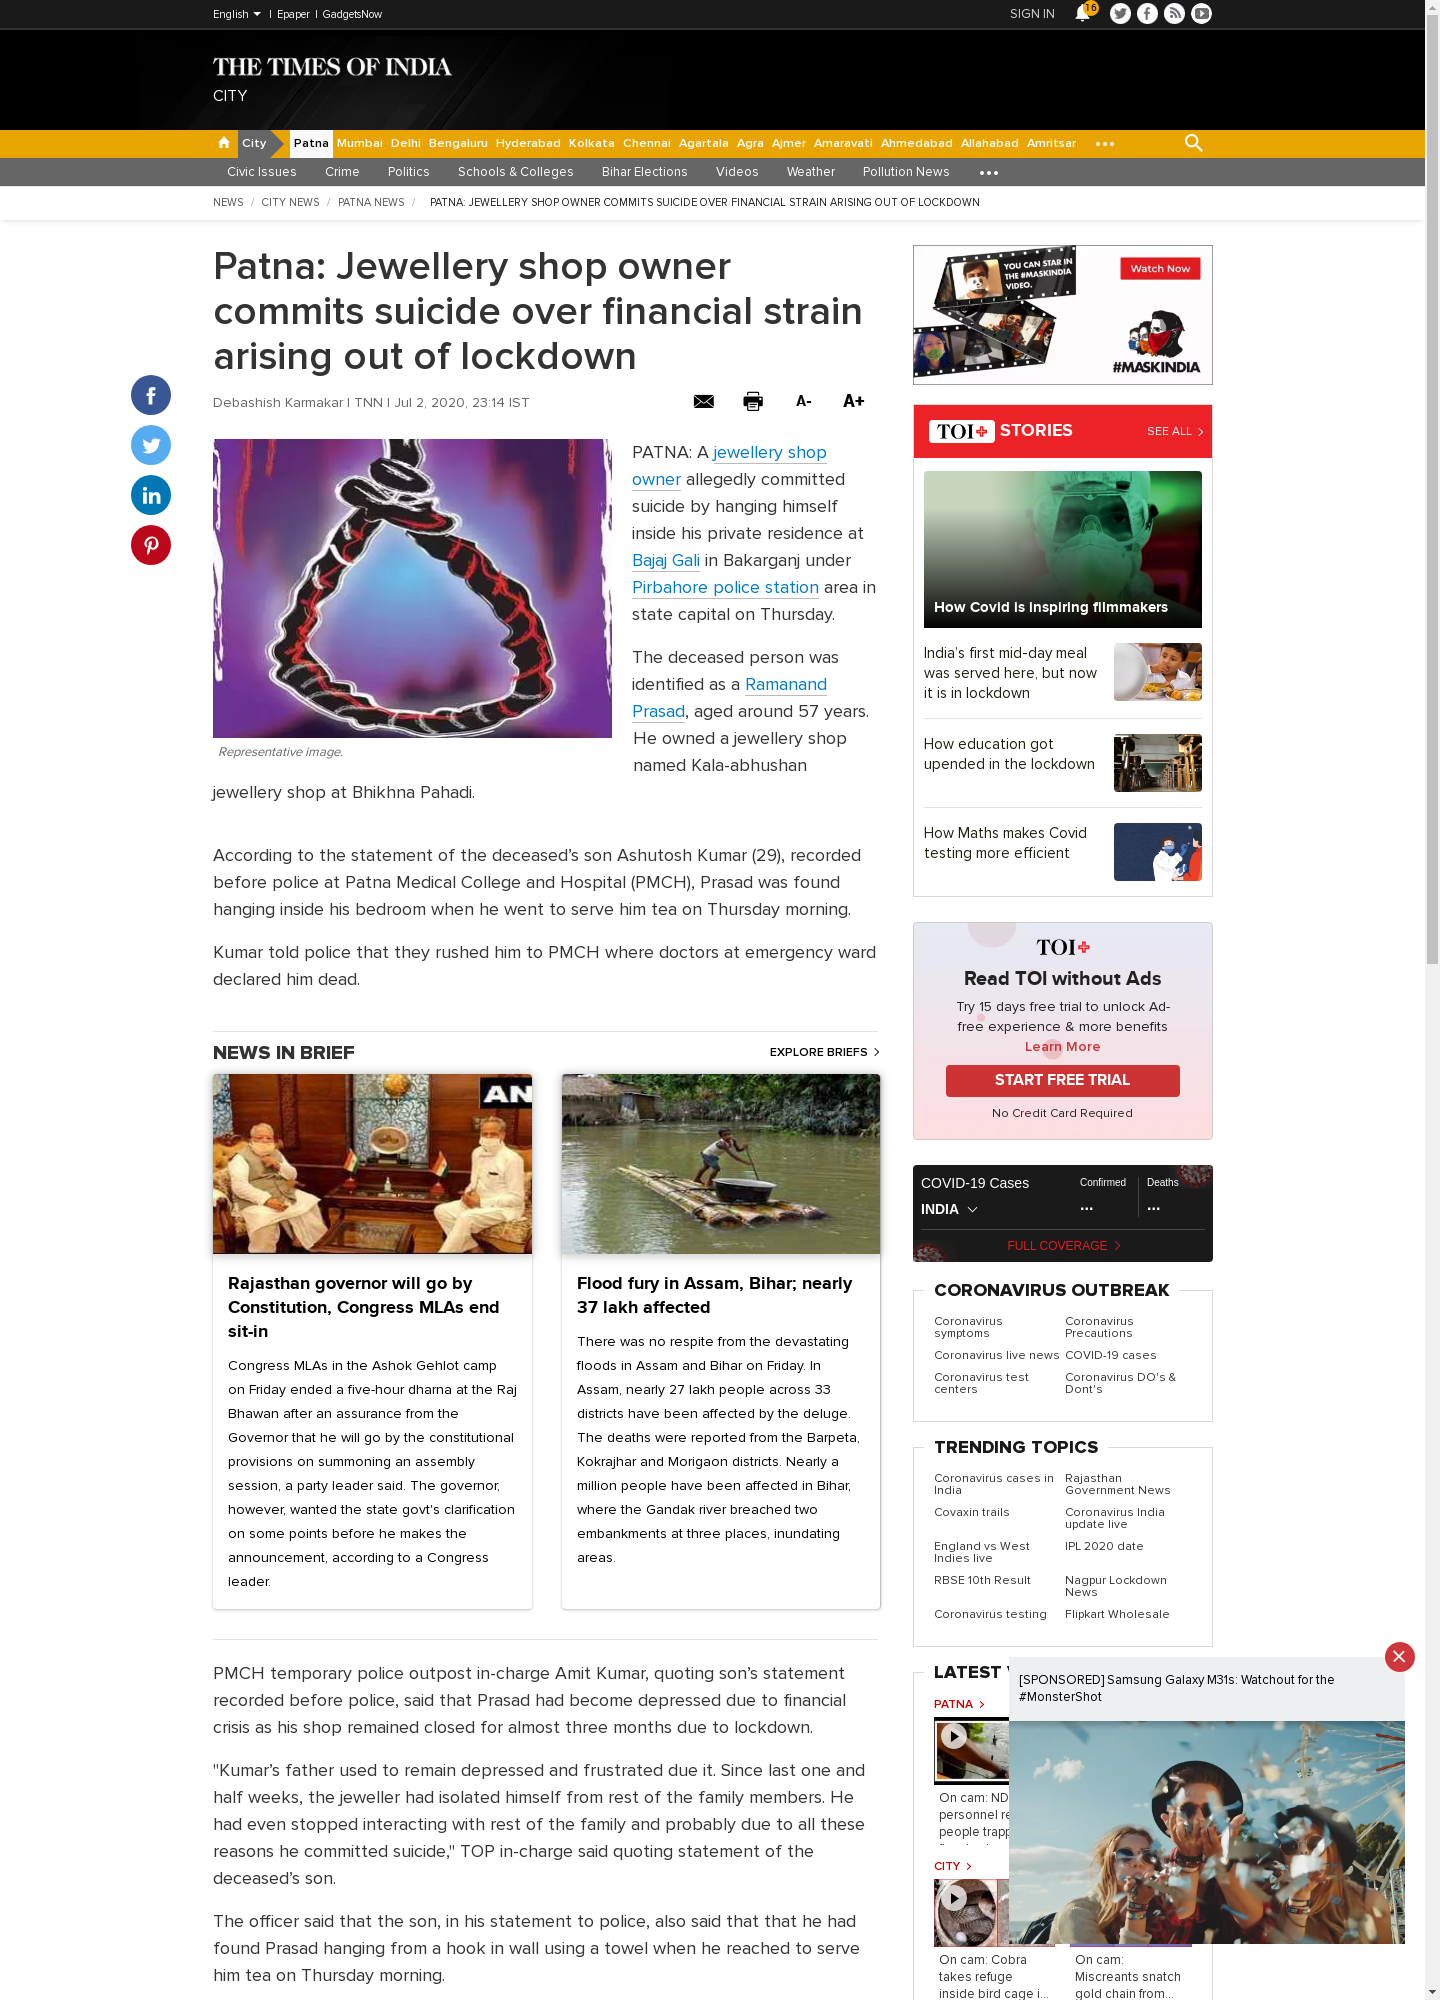 English | Epaper | GadgetsNow
SIGN IN
16
THE TIMES OF INDIA
CITY
City Patna Mumbai Delhi Bengaluru Hyderabad Kolkata Chennai Agartala Agra Ajmer Amaravati Ahmedabad Allahabad Amritsar
Civic Issues Crime Politics Schools & Colleges Bihar Elections Videos Weather Pollution News
NEWS / CITY NEWS / PATNA NEWS / PATNA: JEWELLERY SHOP OWNER COMMITS SUICIDE OVER FINANCIAL STRAIN ARISING OUT OF LOCKDOWN
Patna: Jewellery shop owner
commits suicide over financial strain
arising out of lockdown
Debashish Karmakar | TNN | Jul 2, 2020, 23:14 IST
A- A+
PATNA: A jewellery shop
owner allegedly committed
suicide by hanging himself
inside his private residence at
Bajaj Gali in Bakarganj under
Pirbahore police station area in
state capital on Thursday.
The deceased person was
identified as a Ramanand
Prasad, aged around 57 years.
He owned a jewellery shop
named Kala-abhushan
Representative image.
jewellery shop at Bhikhna Pahadi.
According to the statement of the deceased's son Ashutosh Kumar (29), recorded
before police at Patna Medical College and Hospital (PMCH), Prasad was found
hanging inside his bedroom when he went to serve him tea on Thursday morning.
Kumar told police that they rushed him to PMCH where doctors at emergency ward
declared him dead.
NEWS IN BRIEF
EXPLORE BRIEFS
AN
Rajasthan governor will go by
Constitution, Congress MLAs end
sit-in
Congress MLAs in the Ashok Gehlot camp
on Friday ended a five-hour dharna at the Raj
Bhawan after an assurance from the
Governor that he will go by the constitutional
provisions on summoning an assembly
session, a party leader said. The governor,
however, wanted the state govt's clarification
on some points before he makes the
announcement, according to a Congress
leader.
Flood fury in Assam, Bihar; nearly
37 lakh affected
There was no respite from the devastating
floods in Assam and Bihar on Friday. In
Assam, nearly 27 lakh people across 33
districts have been affected by the deluge.
The deaths were reported from the Barpeta,
Kokrajhar and Morigaon districts. Nearly a
million people have been affected in Bihar,
where the Gandak river breached two
embankments at three places, inundating
areas.
PMCH temporary police outpost in-charge Amit Kumar, quoting son's statement
recorded before police, said that Prasad had become depressed due to financial
crisis as his shop remained closed for almost three months due to lockdown.
"Kumar's father used to remain depressed and frustrated due it. Since last one and
half weeks, the jeweller had isolated himself from rest of the family members. He
had even stopped interacting with rest of the family and probably due to all these
reasons he committed suicide," TOP in-charge said quoting statement of the
deceased's son.
The officer said that the son, in his statement to police, also said that that he had
found Prasad hanging from a hook in wall using a towel when he reached to serve
him tea on Thursday morning.
YOU CAN STAR IN
THE #MASKINDIA
VIDEO.
Watch Now
#MASKINDIA
TOI+ STORIES
SEE ALL
How Covid is inspiring filmmakers
India's first mid-day meal
was served here, but now
it is in lockdown
How education got
upended in the lockdown
How Maths makes Covid
testing more efficient
TOI+
Read TOI without Ads
Try 15 days free trial to unlock Ad-
free experience & more benefits
Learn More
START FREE TRIAL
No Credit Card Required
COVID-19 Cases
Confirmed
Deaths
INDIA
...
...
FULL COVERAGE
CORONAVIRUS OUTBREAK
Coronavirus
symptoms
Coronavirus
Precautions
Coronavirus live news
COVID-19 cases
Coronavirus test
centers
Coronavirus DO's &
Dont's
TRENDING TOPICS
Coronavirus cases in
India
Rajasthan
Government News
Covaxin trails
Coronavirus India
update live
England vs West
Indies live
IPL 2020 date
RBSE 10th Result
Nagpur Lockdown
News
Coronavirus testing
Flipkart Wholesale
LATEST
[SPONSORED] Samsung Galaxy M31s: Watchout for the
#MonsterShot
PATNA
On cam: ND
personnel re
people trapp
CITY
On cam: Cobra
takes refuge
inside bird cage i...
On cam:
Miscreants snatch
gold chain from...